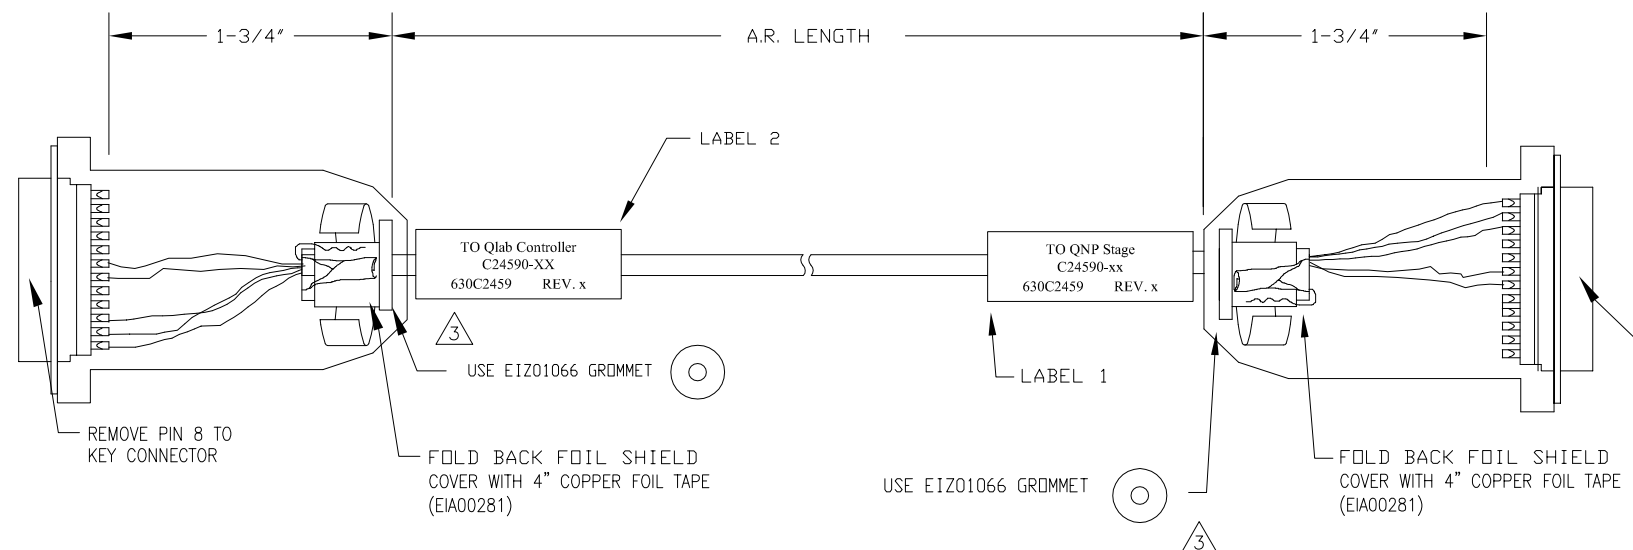 1-3/4"
A.R. LENGTH
1-3/4"
LABEL 2
TO Qlab Controller
C24590-XX
630C2459 REV. x
TO QNP Stage
C24590-xx
630C2459 REV. x
3
USE EIZ01066 GROMMET
LABEL 1
REMOVE PIN 8 TO
KEY CONNECTOR
FOLD BACK FOIL SHIELD
COVER WITH 4" COPPER FOIL TAPE
(EIA00281)
USE EIZ01066 GROMMET
3
FOLD BACK FOIL SHIELD
COVER WITH 4" COPPER FOIL TAPE
(EIA00281)